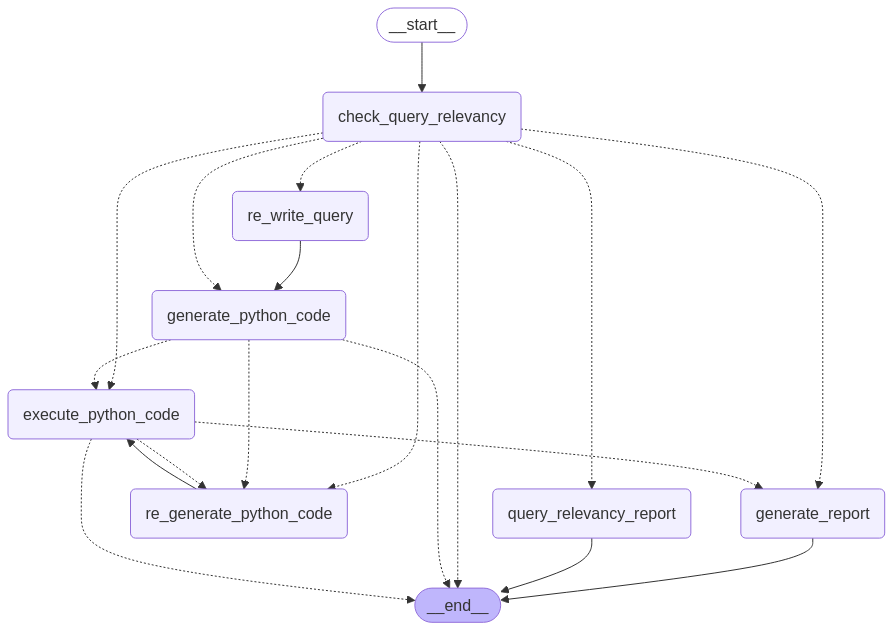 __start__
check_query_relevancy
re_write_query
generate_python_code
execute_python_code
re_generate_python_code
query_relevancy_report
generate_report
__end__